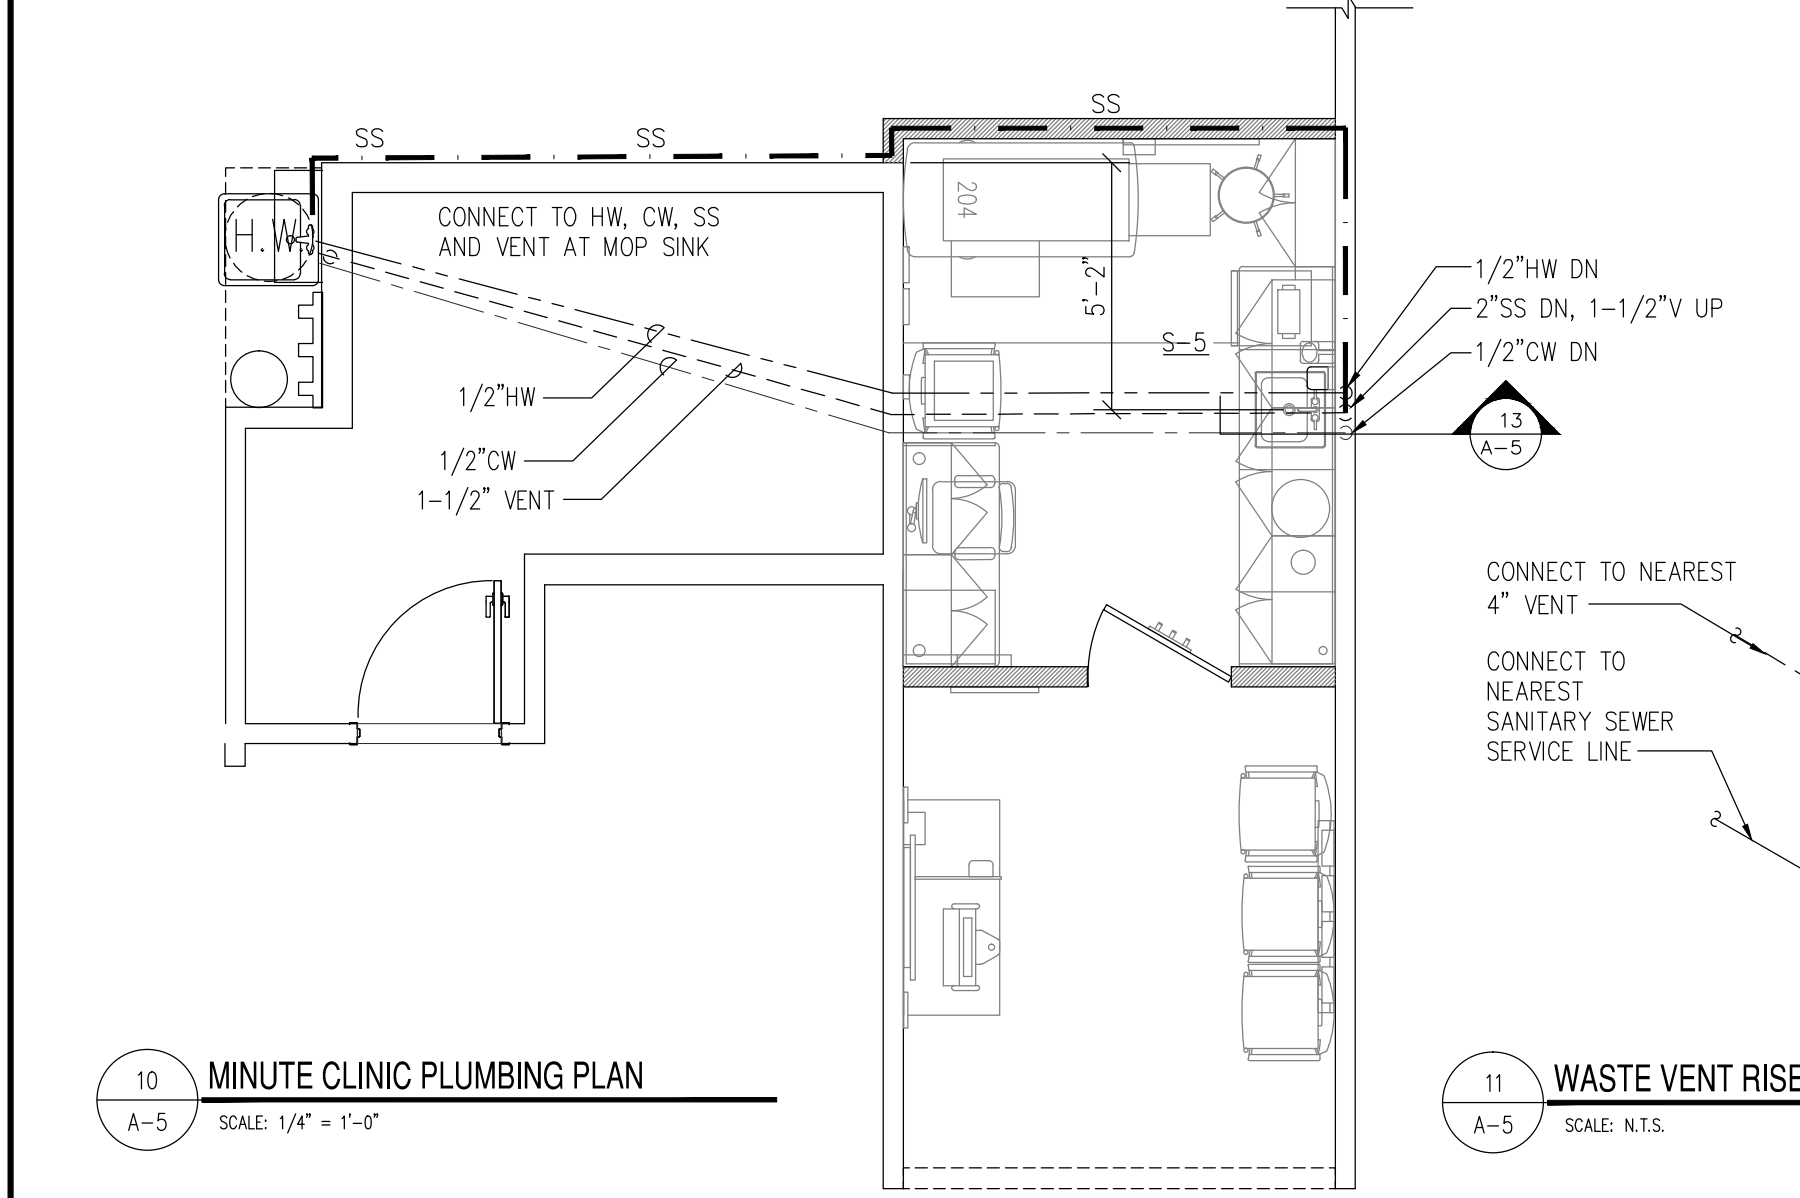 SS
SS
SS
H.W.
CONNECT TO HW, CW, SS
AND VENT AT MOP SINK
204
5'-2"
S-5
1/2"HW DN
2"SS DN, 1-1/2"V UP
1/2"CW DN
1/2"HW
1/2"CW
1-1/2" VENT
13
A-5
CONNECT TO NEAREST
4" VENT
CONNECT TO
NEAREST
SANITARY SEWER
SERVICE LINE
10
A-5
MINUTE CLINIC PLUMBING PLAN
SCALE: 1/4" = 1'-0"
11
A-5
WASTE VENT RISE
SCALE: N.T.S.